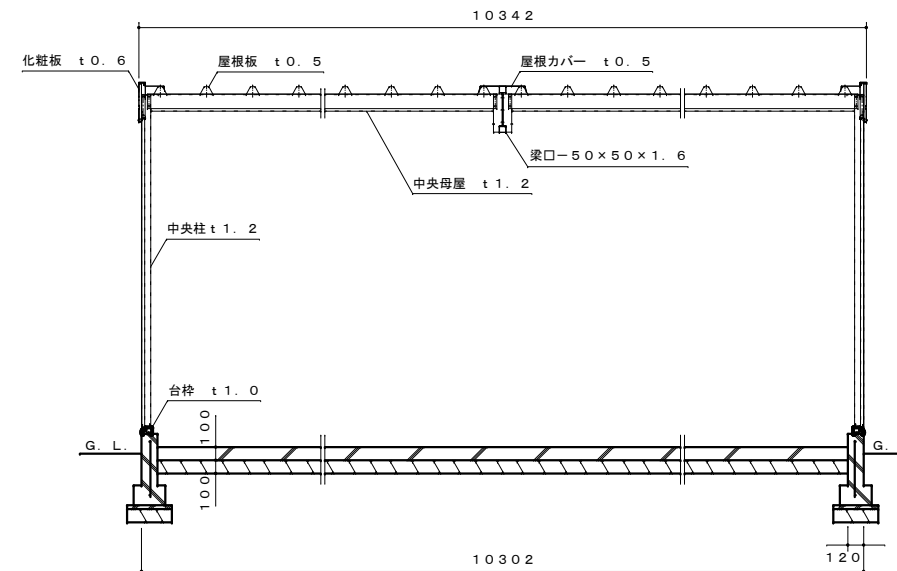 １０３４２
化粧板　ｔ０．６
屋根板　ｔ０．５
屋根カバー　ｔ０．５
梁口－５０×５０×１．６
中央母屋　ｔ１．２
中央柱ｔ１．２
台枠　ｔ１．０
１００
Ｇ．Ｌ．
Ｇ．
１００
１０３０２
１２０